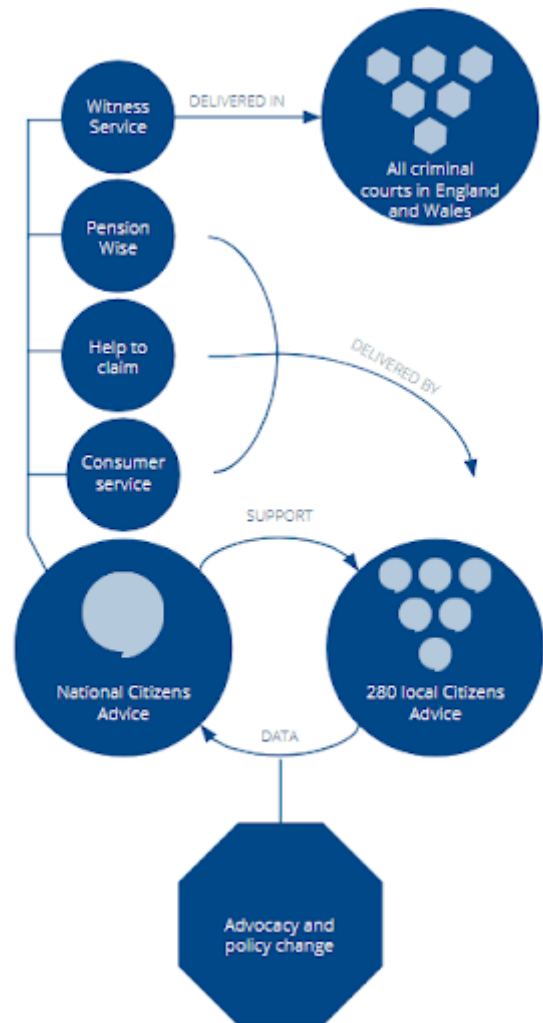 Witness
Service
DELIVERED IN
All criminal
courts in England
and Wales
Pension
Wise
Help to
claim
DELIVERED BY
Consumer
service
SUPPORT
National Citizens
Advice
280 local Citizens
Advice
DATA
Advocacy and
policy change